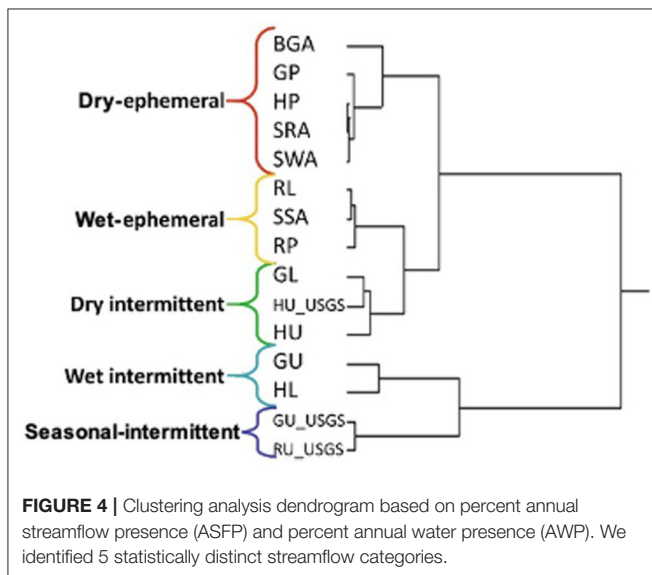 BGA
GP
Dry-ephemeral
HP
SRA
SWA
RL
Wet-ephemeral
SSA
RP
GL
Dry intermittent
HU_USGS
HU
GU
Wet intermittent
HL
GU_USGS
Seasonal-intermittent
RU_USGS
FIGURE 4 | Clustering analysis dendrogram based on percent annual
streamflow presence (ASFP) and percent annual water presence (AWP). We
identified 5 statistically distinct streamflow categories.